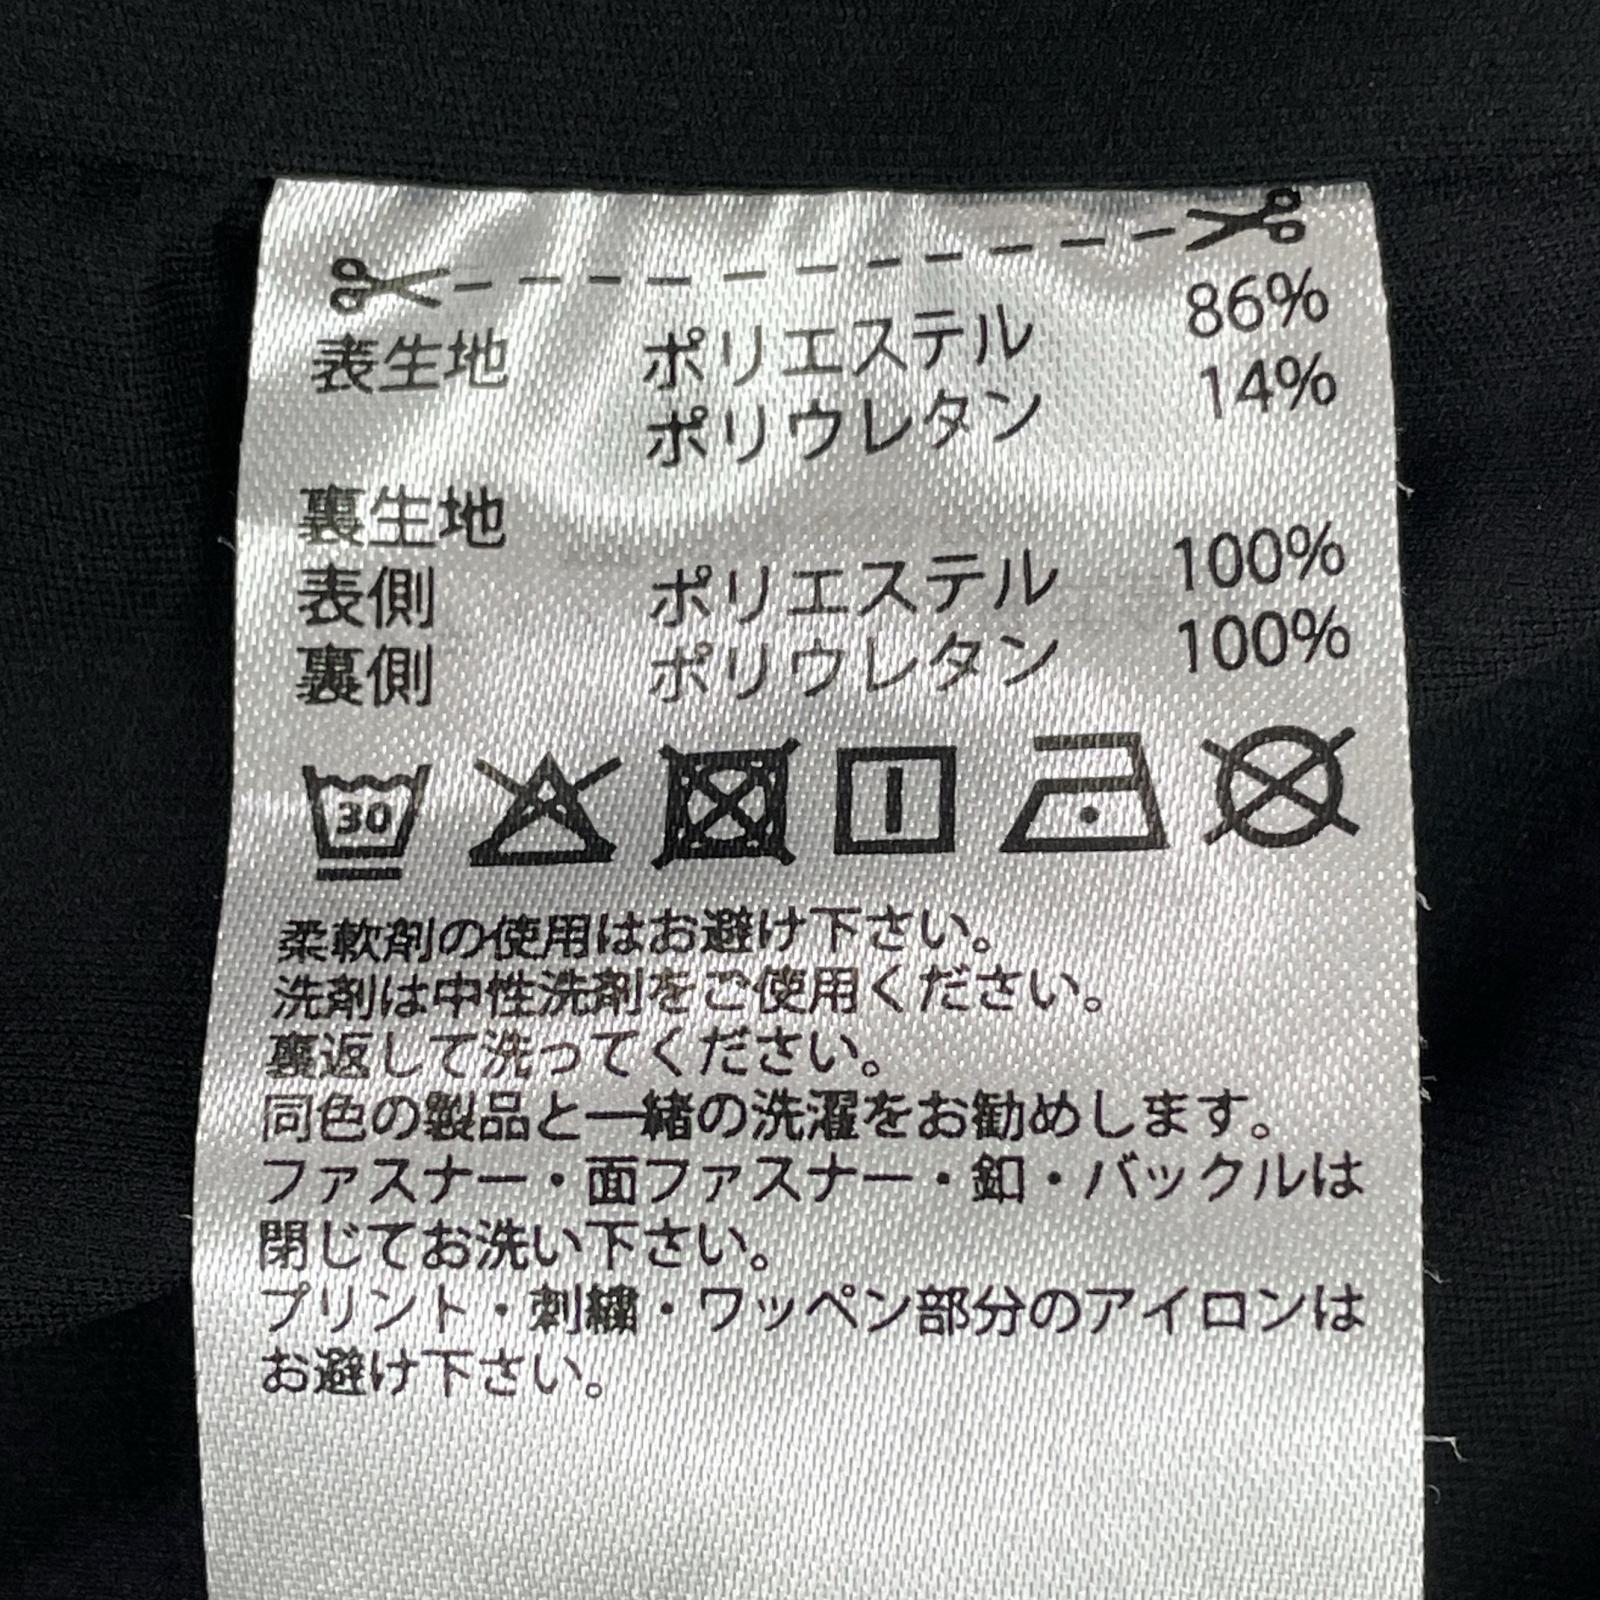 表生地 ポリエステル 86%
ポリウレタン 14%
裏生地
表側 ポリエステル 100%
裏側 ポリウレタン 100%
30
柔軟剤の使用はお避け下さい。
洗剤は中性洗剤をご使用ください。
裏返して洗ってください。
同色の製品と一緒の洗濯をお勧めします。
ファスナー・面ファスナー・釦・バックルは
閉じてお洗い下さい。
プリント・刺繍・ワッペン部分のアイロンは
お避け下さい。